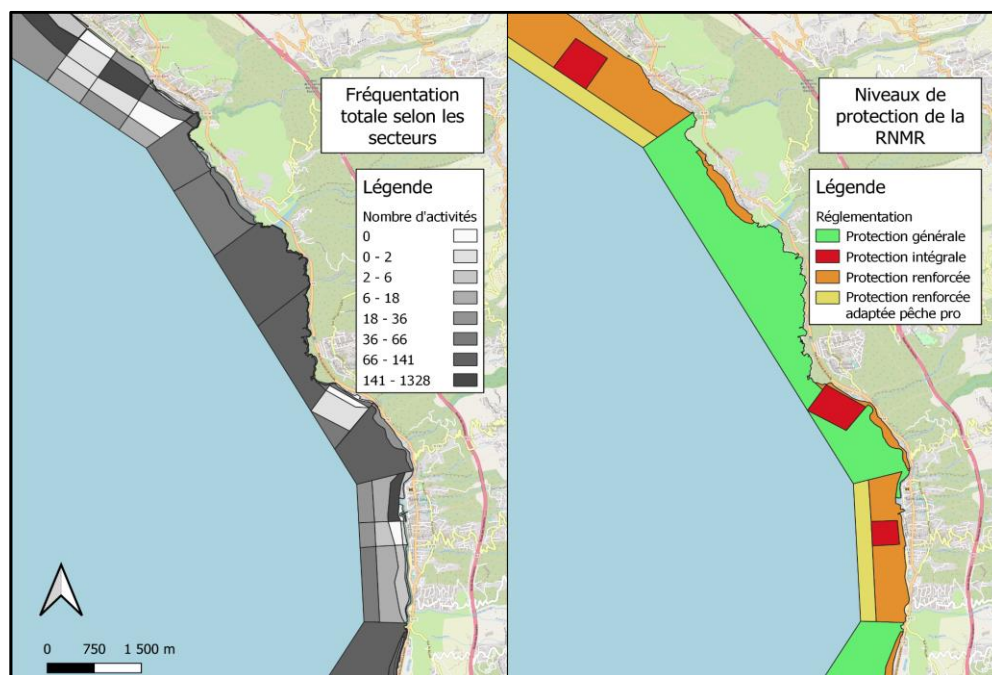 Fréquentation
totale selon les
secteurs
Légende
Nombre d'activités
0
0 - 2
2 - 6
6 - 18
18 - 36
36 - 66
66 - 141
141 - 1328
0 750 1 500 m
Niveaux de
protection de la
RNMR
Légende
Réglementation
Protection générale
Protection intégrale
Protection renforcée
Protection renforcée
adaptée pêche pro